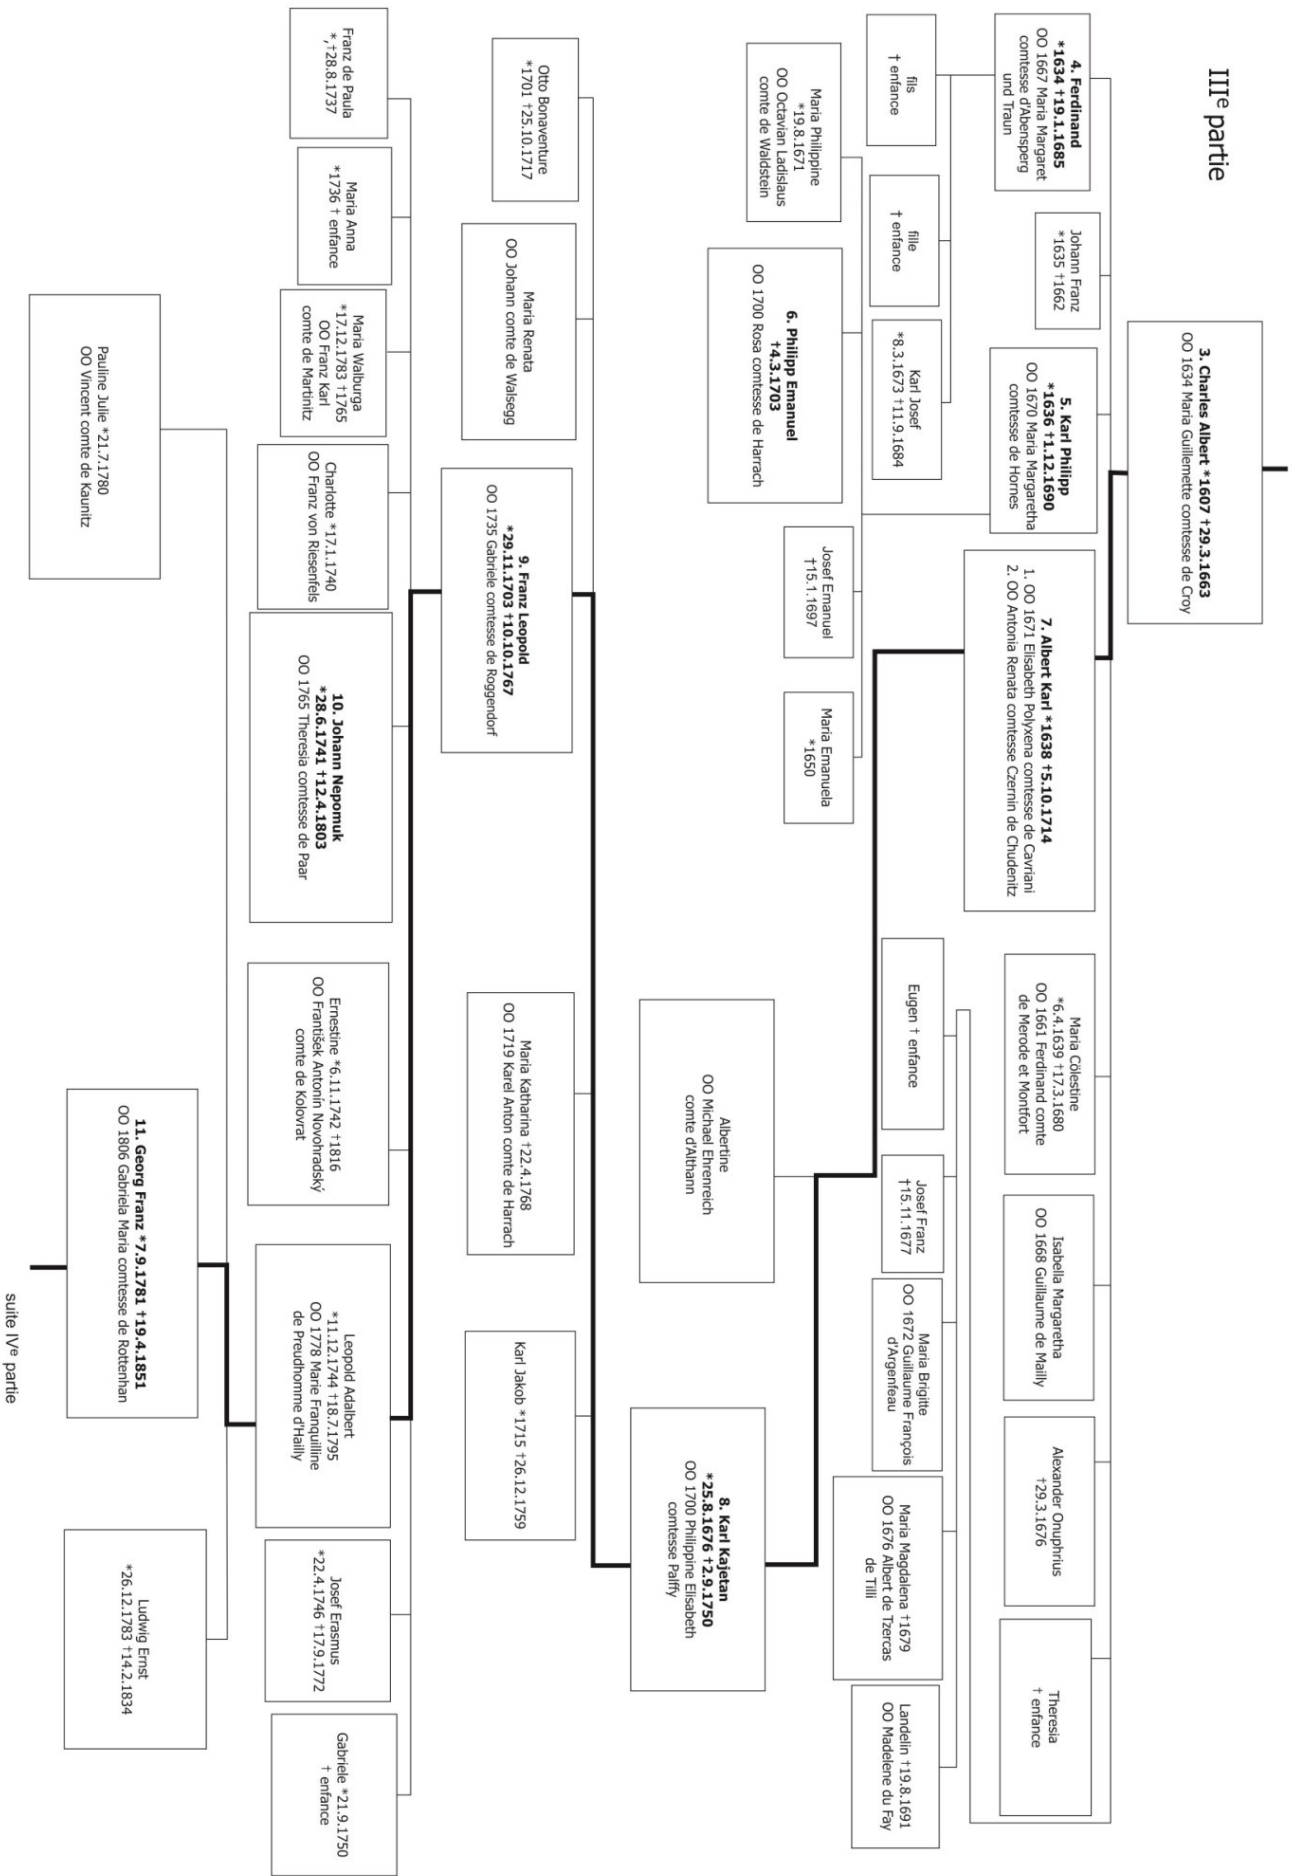 IIIe partie
3. Charles Albert *1607 †29.3.1663
OO 1634 Maria Guillemette comtesse de Croy
4. Ferdinand
*1634 †19.1.1685
OO 1667 Maria Margaret
comtesse d'Abensperg
und Traun
Johann Franz
*1635 †1662
5. Karl Philipp
*1636 †1.12.1690
OO 1670 Maria Margaretha
comtesse de Hornes
7. Albert Karl *1638 †5.10.1714
1. OO 1671 Elisabeth Polyxena comtesse de Cavriani
2. OO Antonia Renata comtesse Czernin de Chudenitz
Maria Cölestine
*6.4.1639 †17.3.1680
OO 1661 Ferdinand comte
de Merode et Montfort
Isabella Margaretha
OO 1668 Guillaume de Mailly
Alexander Onuphrius
†29.3.1676
Theresia
† enfance
fils
† enfance
fille
† enfance
Karl Josef
*8.3.1673 †11.9.1684
Eugen † enfance
Josef Franz
†15.11.1677
Maria Brigitte
OO 1672 Guillaume François
d'Argenfeau
Maria Magdalena †1679
OO 1676 Albert de Tzercas
de Tilli
Landelin †19.8.1691
OO Madelene du Fay
Maria Philippine
*19.8.1671
OO Octavian Ladislaus
comte de Waldstein
6. Philipp Emanuel
†4.3.1703
OO 1700 Rosa comtesse de Harrach
Josef Emanuel
†15.1.1697
Maria Emanuela
*1650
Albertine
OO Michael Ehrenreich
comte d'Althann
8. Karl Kajetan
*25.8.1676 †2.9.1750
OO 1700 Philippine Elisabeth
comtesse Palffy
Otto Bonaventure
*1701 †25.10.1717
Maria Renata
OO Johann comte de Walsegg
9. Franz Leopold
*29.11.1703 †10.10.1767
OO 1735 Gabriele comtesse de Roggendorf
Maria Katharina †22.4.1768
OO 1719 Karel Anton comte de Harrach
Karl Jakob *1715 †26.12.1759
Franz de Paula
*,†28.8.1737
Maria Anna
*1736 † enfance
Maria Walburga
*17.12.1783 †1765
OO Franz Karl
comte de Martinitz
Charlotte *17.1.1740
OO Franz von Riesenfels
10. Johann Nepomuk
*28.6.1741 †12.4.1803
OO 1765 Theresia comtesse de Paar
Ernestine *6.11.1742 †1816
OO František Antonín Novohradský
comte de Kolovrat
Leopold Adalbert
*11.12.1744 †18.7.1795
OO 1778 Marie Franquilline
de Preudhomme d'Hailly
Josef Erasmus
*22.4.1746 †17.9.1772
Gabriele *21.9.1750
† enfance
Pauline Julie *21.7.1780
OO Vincent comte de Kaunitz
11. Georg Franz *7.9.1781 †19.4.1851
OO 1806 Gabriela Maria comtesse de Rottenhan
Ludwig Ernst
*26.12.1783 †14.2.1834
suite IVe partie